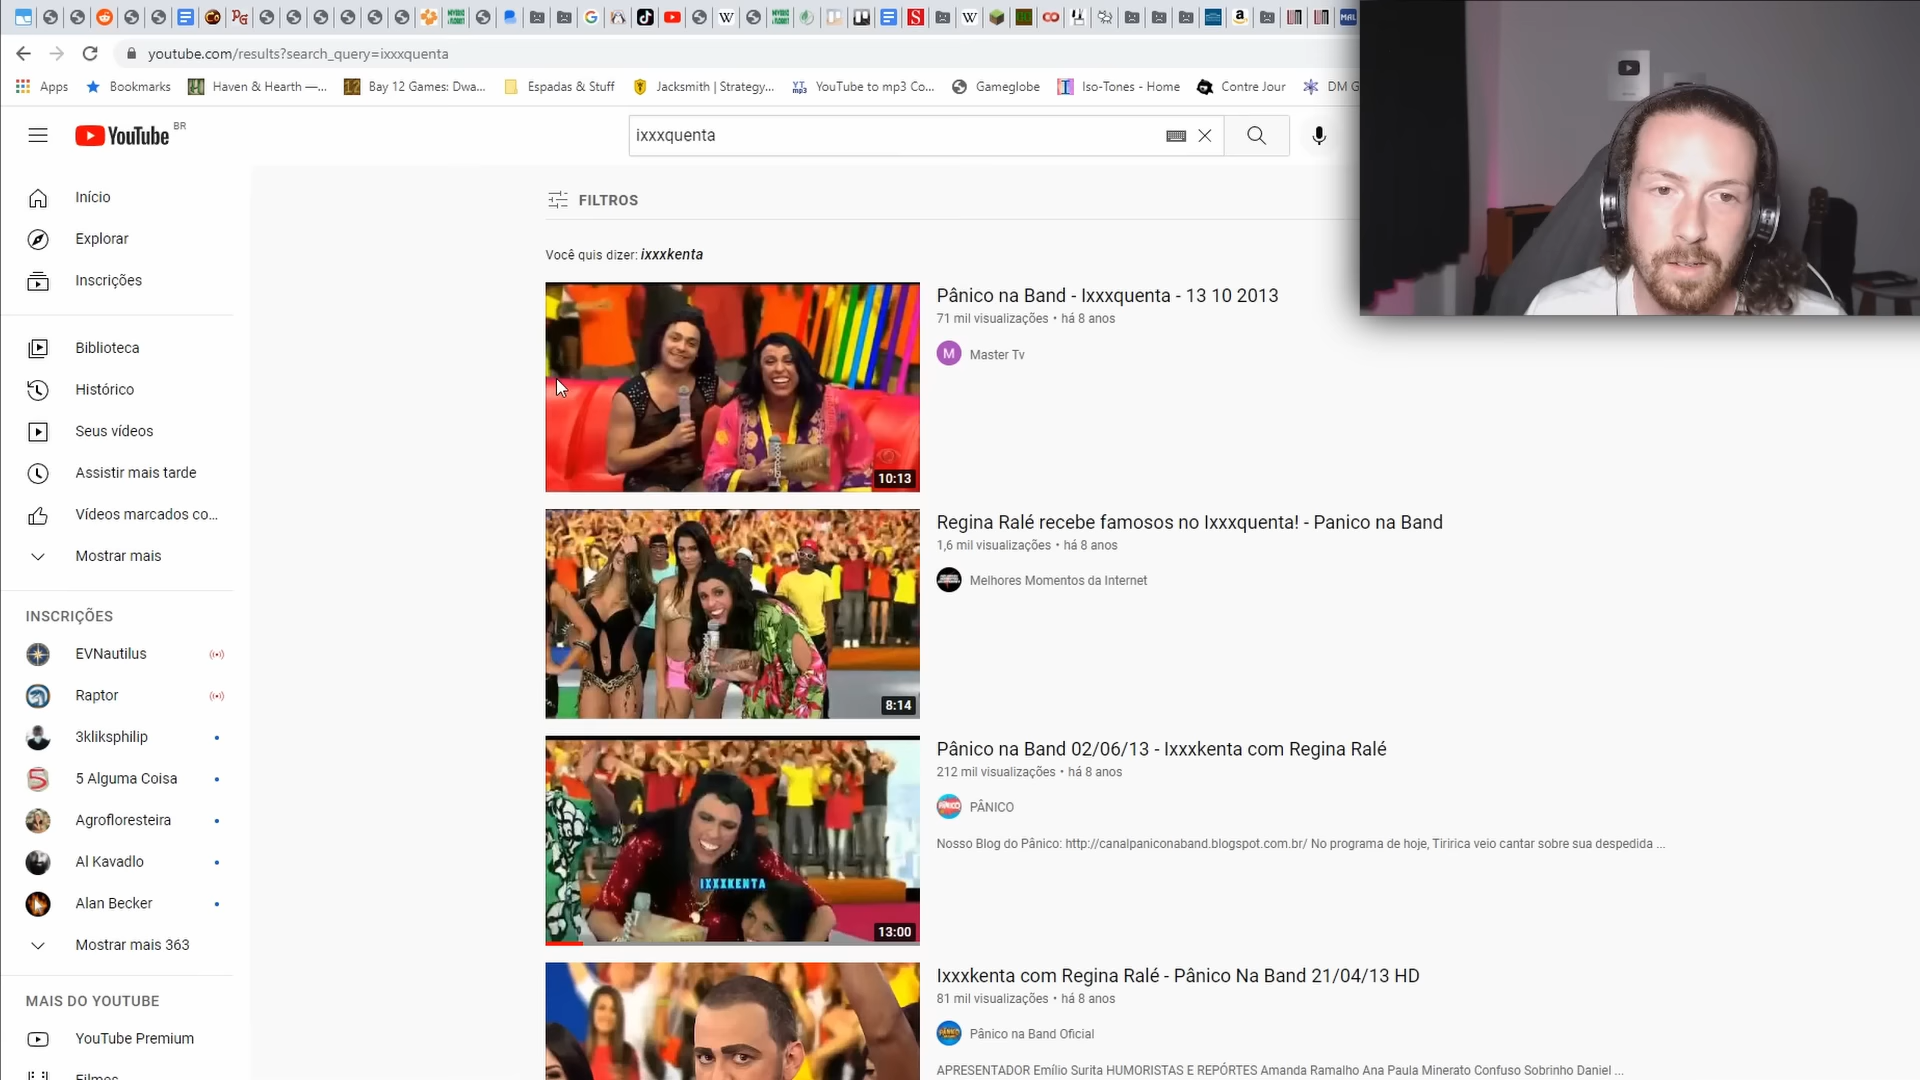 youtube.com/results?search_query=ixxxquenta
Apps
Bookmarks
Haven & Hearth —...
Bay 12 Games: Dwa...
Espadas & Stuff
Jacksmith | Strategy...
YouTube to mp3 Co...
Gameglobe
Iso-Tones - Home
Contre Jour
DM G
YouTube BR
ixxxquenta
Início
Explorar
Inscrições
Biblioteca
Histórico
Seus vídeos
Assistir mais tarde
Vídeos marcados co...
Mostrar mais
INSCRIÇÕES
EVNautilus
Raptor
3kliksphilip
5 Alguma Coisa
Agrofloresteira
Al Kavadlo
Alan Becker
Mostrar mais 363
MAIS DO YOUTUBE
YouTube Premium
Filmes
FILTROS
Você quis dizer: ixxxkenta
10:13
Pânico na Band - Ixxxquenta - 13 10 2013
71 mil visualizações • há 8 anos
M Master Tv
8:14
Regina Ralé recebe famosos no Ixxxquenta! - Panico na Band
1,6 mil visualizações • há 8 anos
Melhores Momentos da Internet
IXXXKENTA
13:00
Pânico na Band 02/06/13 - Ixxxkenta com Regina Ralé
212 mil visualizações • há 8 anos
PÂNICO
Nosso Blog do Pânico: http://canalpaniconaband.blogspot.com.br/ No programa de hoje, Tiririca veio cantar sobre sua despedida ...
Ixxxkenta com Regina Ralé - Pânico Na Band 21/04/13 HD
81 mil visualizações • há 8 anos
Pânico na Band Oficial
APRESENTADOR Emílio Surita HUMORISTAS E REPÓRTES Amanda Ramalho Ana Paula Minerato Confuso Sobrinho Daniel ...